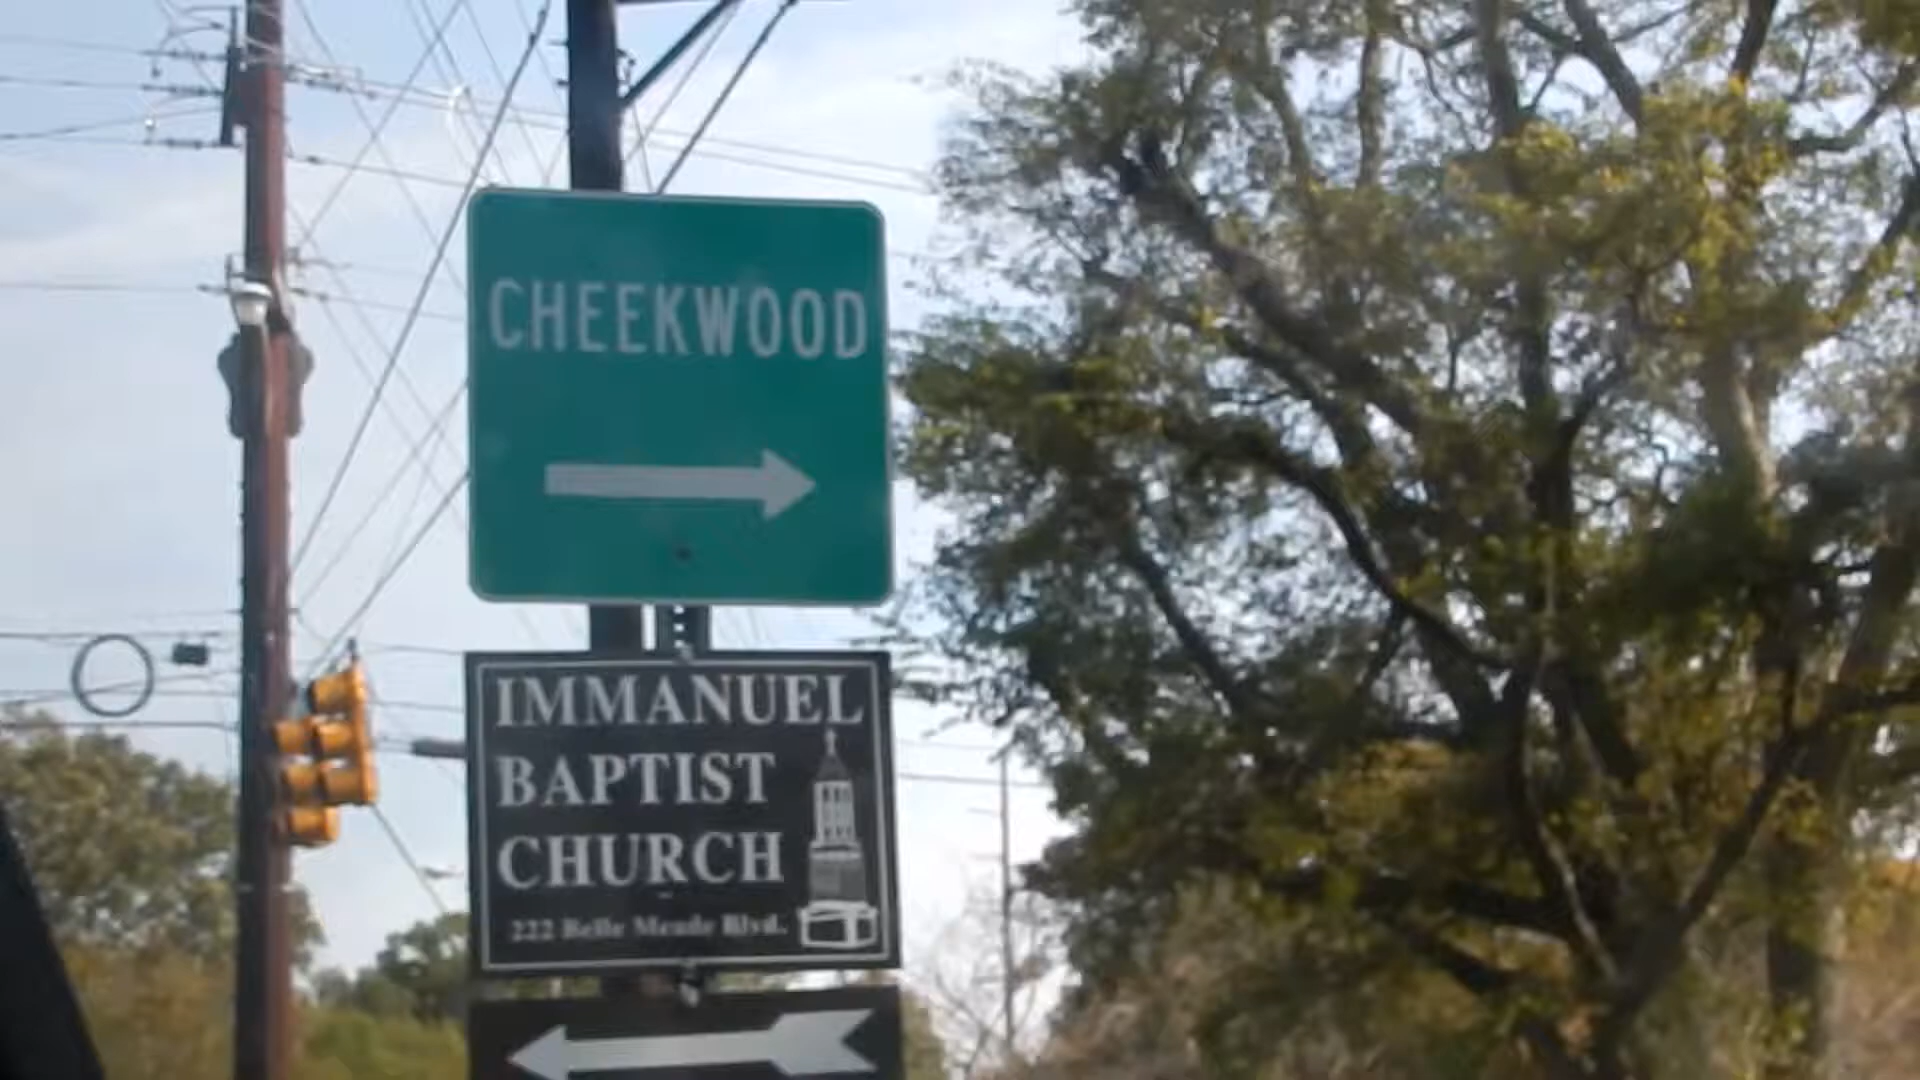 CHEEKWOOD
IMMANUEL
BAPTIST
CHURCH
222 Belle Meade Blvd.